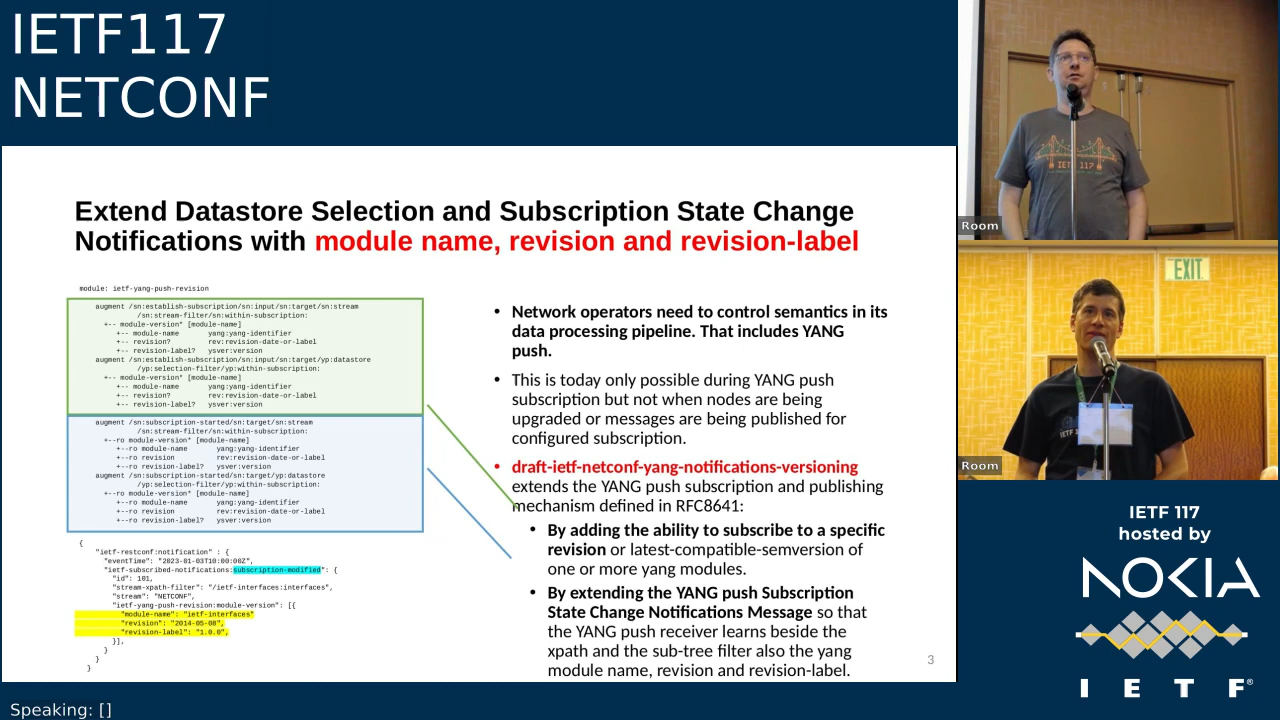 IETF117
NETCONF
Extend Datastore Selection and Subscription State Change
Notifications with module name, revision and revision-label
module: ietf-yang-push-revision
augment /sn:establish-subscription/sn:input/sn:target/sn:stream
/sn:stream-filter/sn:within-subscription:
+-- module-version* [module-name]
+-- module-name yang:yang-identifier
+-- revision? rev:revision-date-or-label
+-- revision-label? ysver:version
augment /sn:establish-subscription/sn:input/sn:target/yp:datastore
/yp:selection-filter/yp:within-subscription:
+-- module-version* [module-name]
+-- module-name yang:yang-identifier
+-- revision? rev:revision-date-or-label
+-- revision-label? ysver:version
augment /sn:subscription-started/sn:target/sn:stream
/sn:stream-filter/sn:within-subscription:
+--ro module-version* [module-name]
+--ro module-name yang:yang-identifier
+--ro revision rev:revision-date-or-label
+--ro revision-label? ysver:version
augment /sn:subscription-started/sn:target/yp:datastore
/yp:selection-filter/yp:within-subscription:
+--ro module-version* [module-name]
+--ro module-name yang:yang-identifier
+--ro revision rev:revision-date-or-label
+--ro revision-label? ysver:version
{
"ietf-restconf:notification" : {
"eventTime": "2023-01-03T10:00:00Z",
"ietf-subscribed-notifications:subscription-modified": {
"id": 101,
"stream-xpath-filter": "/ietf-interfaces:interfaces",
"stream": "NETCONF",
"ietf-yang-push-revision:module-version": [{
"module-name": "ietf-interfaces"
"revision": "2014-05-08",
"revision-label": "1.0.0",
}],
}
}
}
• Network operators need to control semantics in its
data processing pipeline. That includes YANG
push.
• This is today only possible during YANG push
subscription but not when nodes are being
upgraded or messages are being published for
configured subscription.
• draft-ietf-netconf-yang-notifications-versioning
extends the YANG push subscription and publishing
mechanism defined in RFC8641:
• By adding the ability to subscribe to a specific
revision or latest-compatible-semversion of
one or more yang modules.
• By extending the YANG push Subscription
State Change Notifications Message so that
the YANG push receiver learns beside the
xpath and the sub-tree filter also the yang
module name, revision and revision-label.
3
IETF 117
Room
EXIT
Room
IETF 117
hosted by
NOKIA
I E T F®
Speaking: []